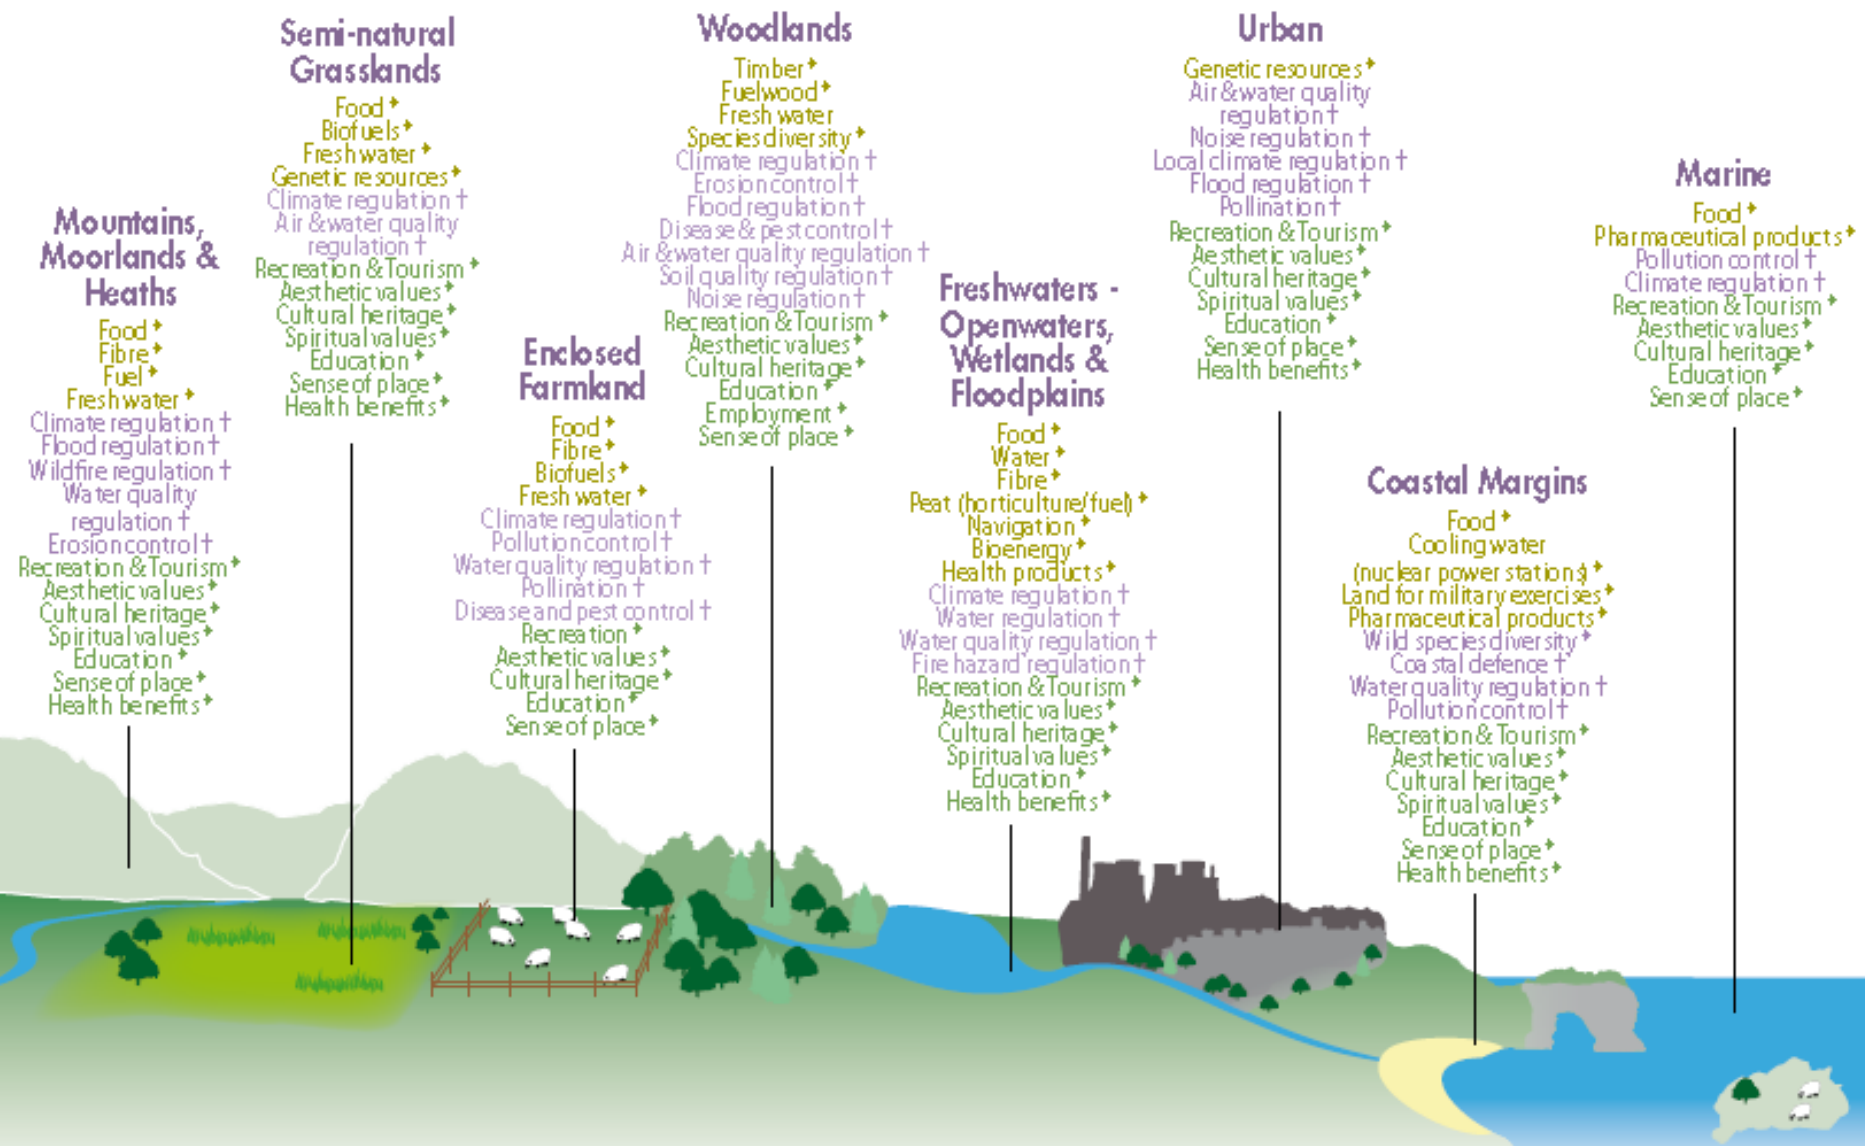 Semi-natural
Grasslands
Food ♦
Biofuels ♦
Fresh water ♦
Genetic resources ♦
Climate regulation †
Air & water quality
regulation †
Recreation & Tourism ♦
Aesthetic values ♦
Cultural heritage ♦
Spiritual values ♦
Education ♦
Sense of place ♦
Health benefits ♦
Woodlands
Timber ♦
Fuelwood ♦
Fresh water
Species diversity ♦
Climate regulation †
Erosion control †
Flood regulation †
Disease & pest control †
Air & water quality regulation †
Soil quality regulation †
Noise regulation †
Recreation & Tourism ♦
Aesthetic values ♦
Cultural heritage ♦
Education ♦
Employment ♦
Sense of place ♦
Urban
Genetic resources ♦
Air & water quality
regulation †
Noise regulation †
Local climate regulation †
Flood regulation †
Pollination †
Recreation & Tourism ♦
Aesthetic values ♦
Cultural heritage ♦
Spiritual values ♦
Education ♦
Sense of place ♦
Health benefits ♦
Marine
Food ♦
Pharmaceutical products ♦
Pollution control †
Climate regulation †
Recreation & Tourism ♦
Aesthetic values ♦
Cultural heritage ♦
Education ♦
Sense of place ♦
Mountains,
Moorlands &
Heaths
Food ♦
Fibre ♦
Fuel ♦
Fresh water ♦
Climate regulation †
Flood regulation †
Wildfire regulation †
Water quality
regulation †
Erosion control †
Recreation & Tourism ♦
Aesthetic values ♦
Cultural heritage ♦
Spiritual values ♦
Education ♦
Sense of place ♦
Health benefits ♦
Enclosed
Farmland
Food ♦
Fibre ♦
Biofuels ♦
Fresh water ♦
Climate regulation †
Pollution control †
Water quality regulation †
Pollination †
Disease and pest control †
Recreation ♦
Aesthetic values ♦
Cultural heritage ♦
Education ♦
Sense of place ♦
Freshwaters -
Openwaters,
Wetlands &
Floodplains
Food ♦
Water ♦
Fibre ♦
Peat (horticulture/fuel) ♦
Navigation ♦
Bioenergy ♦
Health products ♦
Climate regulation †
Water regulation †
Water quality regulation †
Fire hazard regulation †
Recreation & Tourism ♦
Aesthetic values ♦
Cultural heritage ♦
Spiritual values ♦
Education ♦
Health benefits ♦
Coastal Margins
Food ♦
Cooling water
(nuclear power stations) ♦
Land for military exercises ♦
Pharmaceutical products ♦
Wild species diversity ♦
Coastal defence †
Water quality regulation †
Pollution control †
Recreation & Tourism ♦
Aesthetic values ♦
Cultural heritage ♦
Spiritual values ♦
Education ♦
Sense of place ♦
Health benefits ♦